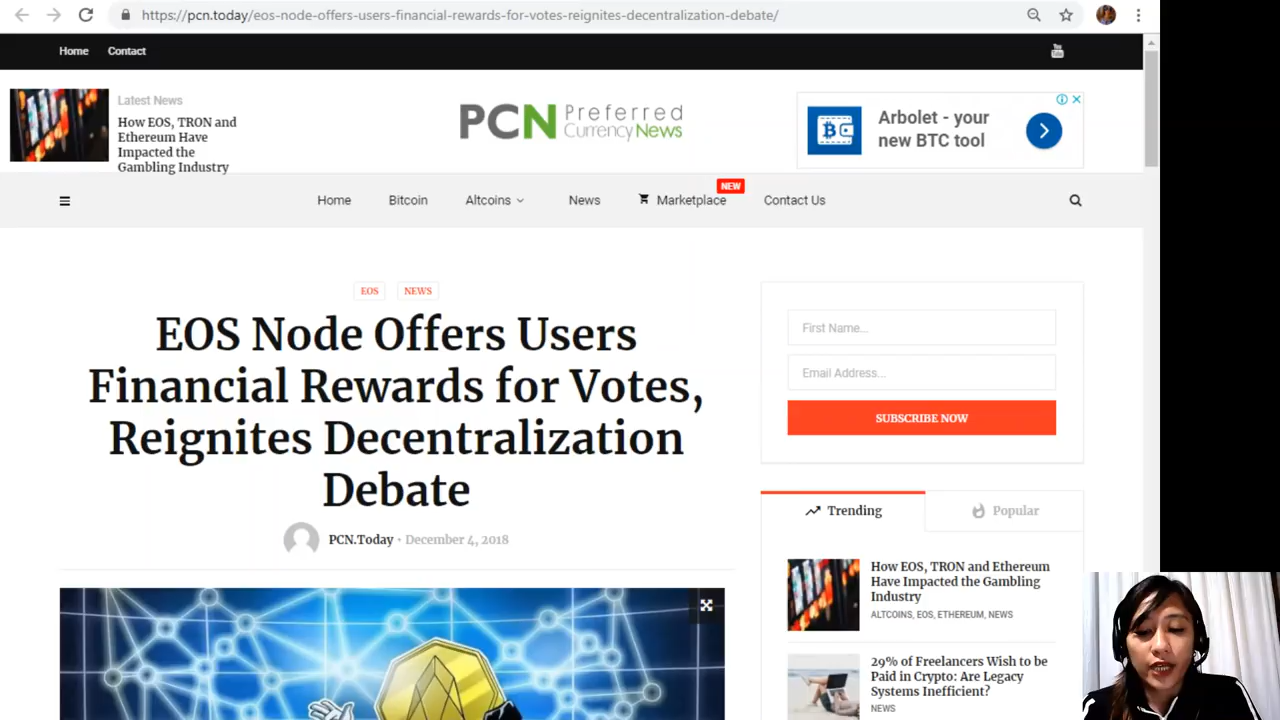 https://pcn.today/eos-node-offers-users-financial-rewards-for-votes-reignites-decentralization-debate/
Home Contact
You Tube
Latest News
How EOS, TRON and
Ethereum Have
Impacted the
Gambling Industry
PCN Preferred
Currency News
Arbolet - your
new BTC tool
Home Bitcoin Altcoins News Marketplace NEW Contact Us
EOS NEWS
EOS Node Offers Users
Financial Rewards for Votes,
Reignites Decentralization
Debate
PCN.Today · December 4, 2018
First Name...
Email Address...
SUBSCRIBE NOW
Trending Popular
How EOS, TRON and Ethereum
Have Impacted the Gambling
Industry
ALTCOINS, EOS, ETHEREUM, NEWS
29% of Freelancers Wish to be
Paid in Crypto: Are Legacy
Systems Inefficient?
NEWS